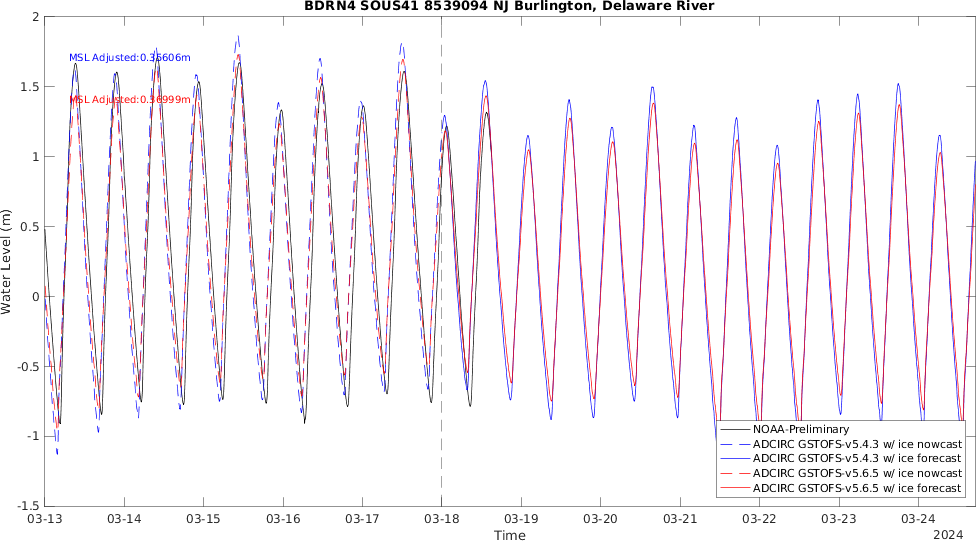 BDRN4 SOUS41 8539094 NJ Burlington, Delaware River
2
1.5
1
0.5
0
-0.5
-1
-1.5
Water Level (m)
MSL Adjusted:0.35606m
MSL Adjusted:0.36999m
NOAA-Preliminary
ADCIRC GSTOFS-v5.4.3 w/ ice nowcast
ADCIRC GSTOFS-v5.4.3 w/ ice forecast
ADCIRC GSTOFS-v5.6.5 w/ ice nowcast
ADCIRC GSTOFS-v5.6.5 w/ ice forecast
03-13 03-14 03-15 03-16 03-17 03-18 03-19 03-20 03-21 03-22 03-23 03-24
Time
2024